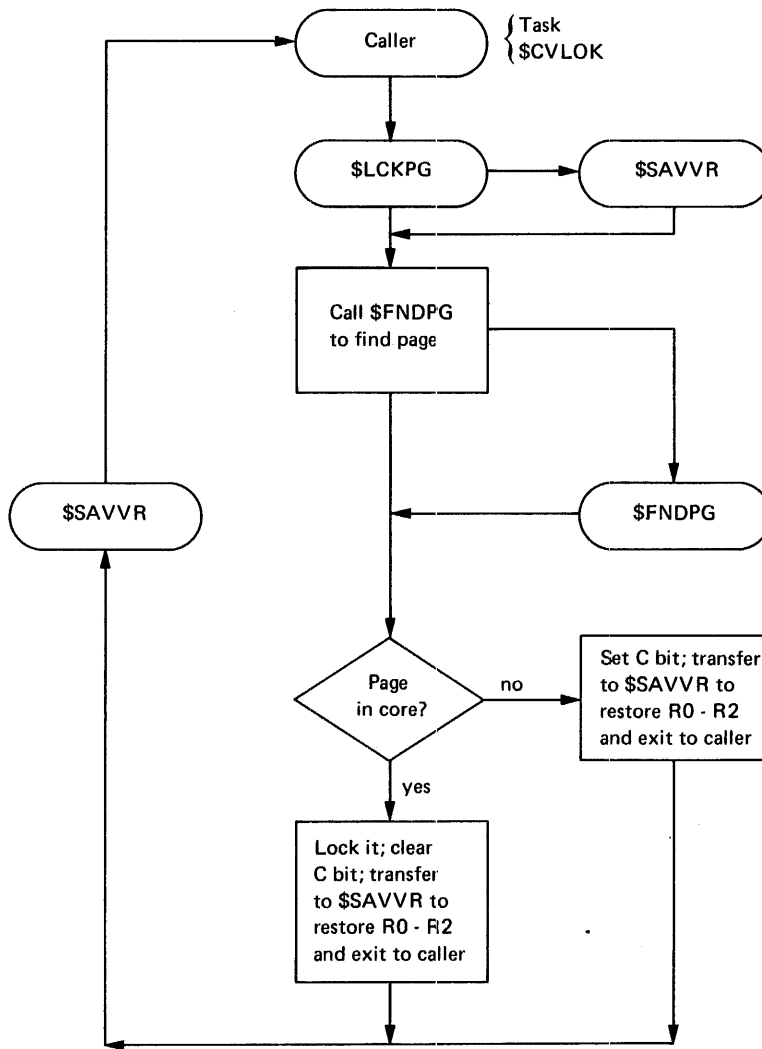 Caller
Task
$CVLOK
$LCKPG
$SAVVR
Call $FNDPG
to find page
$SAVVR
$FNDPG
Page
in core?
no
Set C bit; transfer
to $SAVVR to
restore R0 - R2
and exit to caller
yes
Lock it; clear
C bit; transfer
to $SAVVR to
restore R0 - R2
and exit to caller